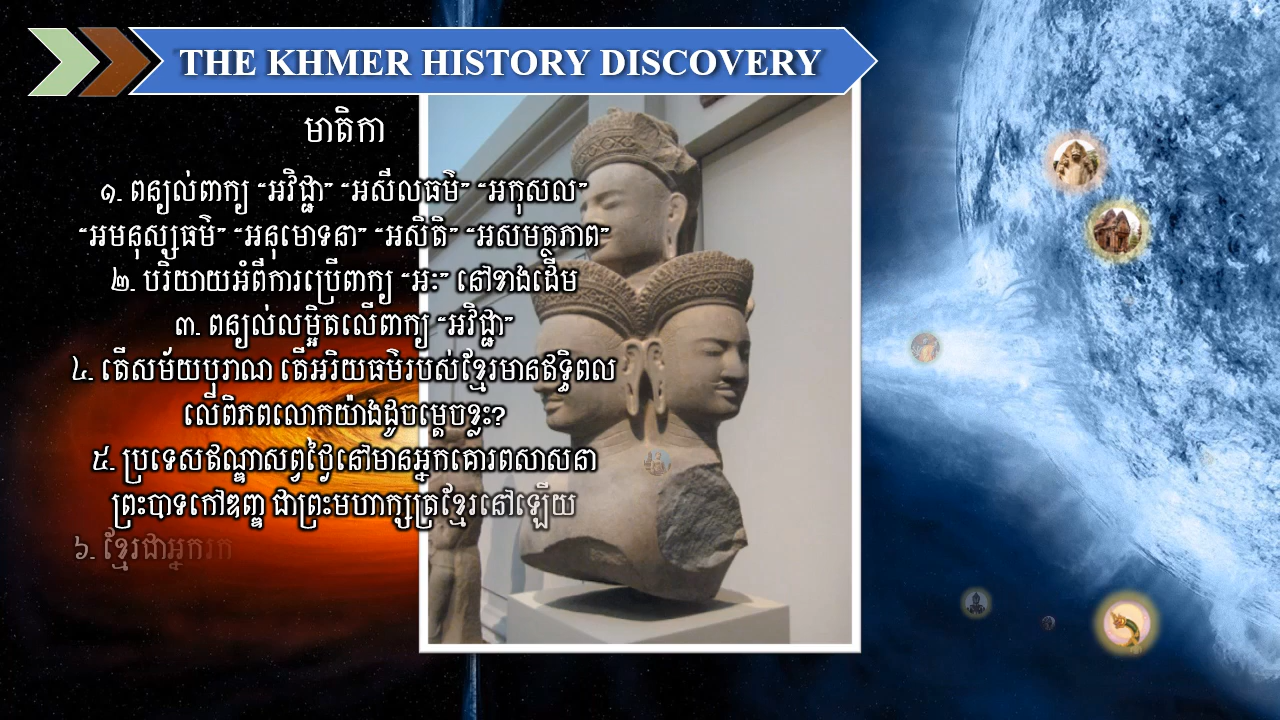 THE KHMER HISTORY DISCOVERY
មាតិកា
១. ពន្យល់ពាក្យ “អវិជ្ជា” “អសីលធម៌” “អកុសល”
“អមនុស្សធម៌” “អនុមោទនា” “អសិតិ” “អសមត្ថភាព”
២. បរិយាយអំពីការប្រើពាក្យ “អៈ” នៅខាងដើម
៣. ពន្យល់លម្អិតលើពាក្យ “អវិជ្ជា”
៤. តើសម័យបុរាណ តើអរិយធម៌របស់ខ្មែរមានឥទ្ធិពល
លើពិភពលោកយ៉ាងដូចម្ដេចខ្លះ?
៥. ប្រទេសឥណ្ឌាសព្វថ្ងៃនៅមានអ្នកគោរពសាសនា
ព្រះបាទកៅឌញ្ញ ជាព្រះមហាក្សត្រខ្មែរនៅឡើយ
៦. ខ្មែរជាអ្នករក